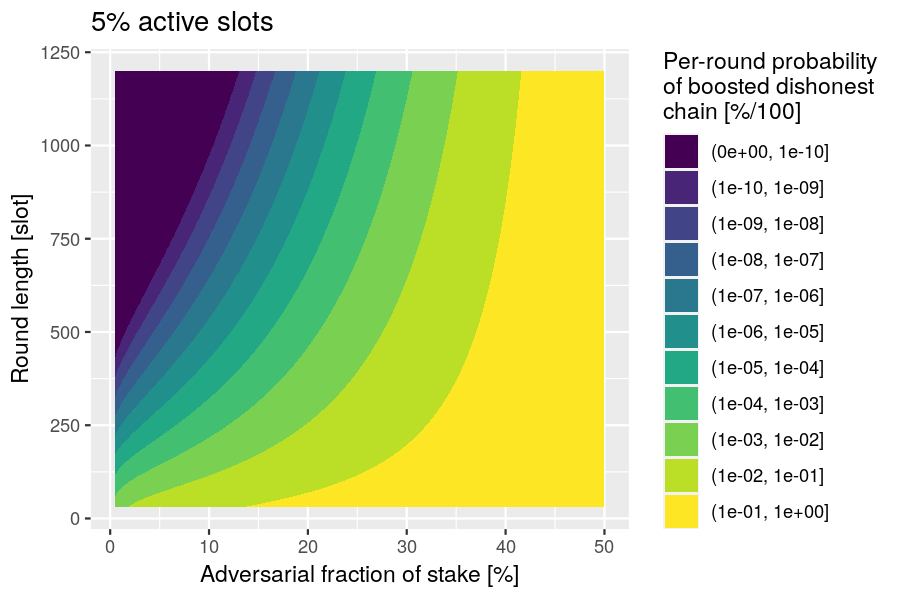 5% active slots
1250
1000
750
500
250
0
Round length [slot]
0
10
20
30
40
50
Adversarial fraction of stake [%]
Per-round probability
of boosted dishonest
chain [%/100]
(0e+00, 1e-10]
(1e-10, 1e-09]
(1e-09, 1e-08]
(1e-08, 1e-07]
(1e-07, 1e-06]
(1e-06, 1e-05]
(1e-05, 1e-04]
(1e-04, 1e-03]
(1e-03, 1e-02]
(1e-02, 1e-01]
(1e-01, 1e+00]